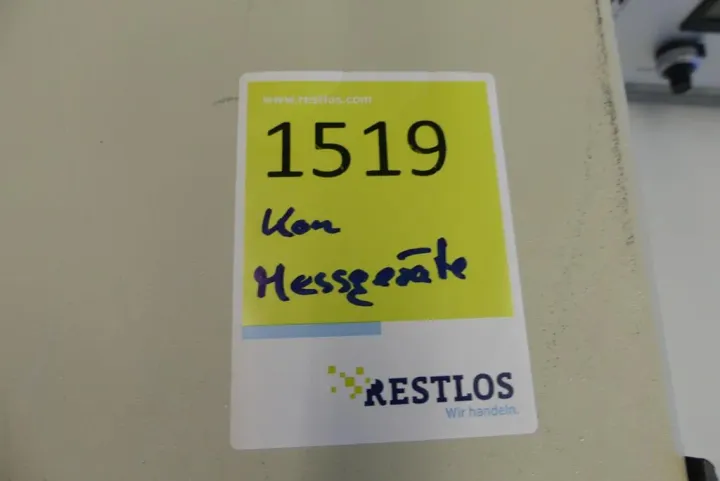 www.restlos.com
1519
Kon
Messgeräte
RESTLOS
Wir handeln.